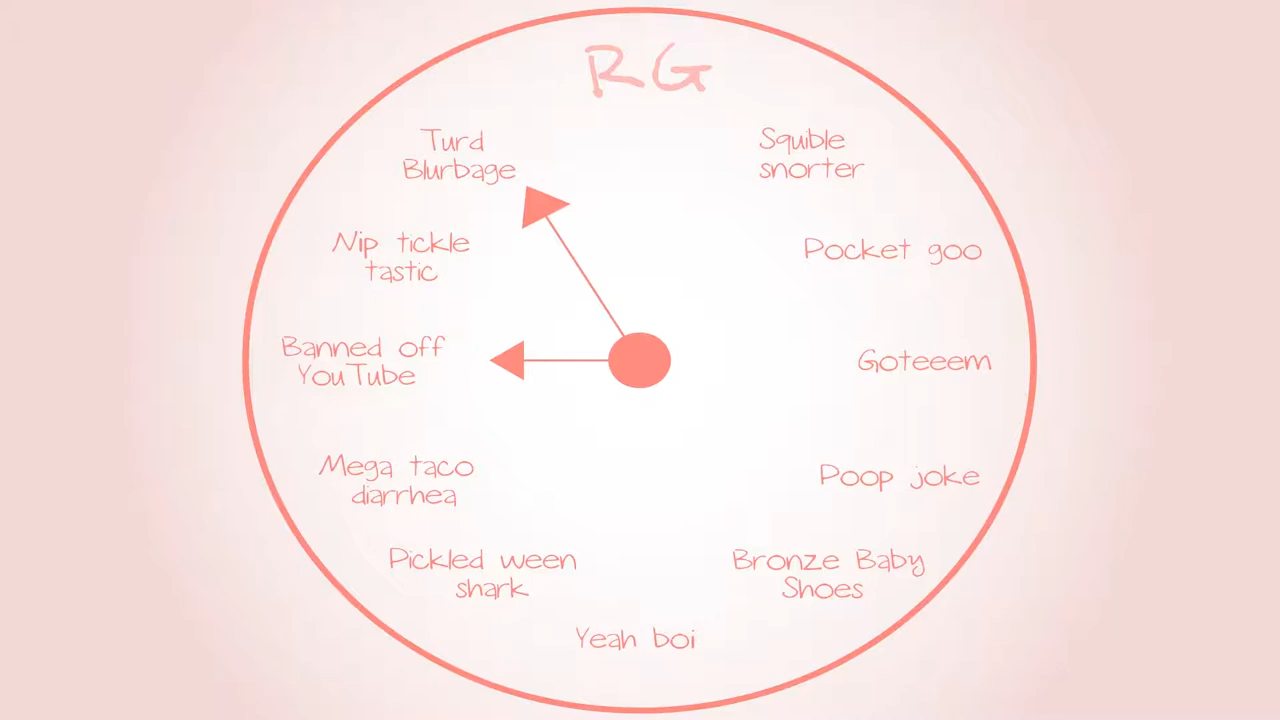 RG
Turd
Blurbage
Squible
snorter
Nip tickle
tastic
Pocket goo
Banned off
YouTube
Goteeem
Mega taco
diarrhea
Poop joke
Pickled ween
shark
Bronze Baby
Shoes
Yeah boi